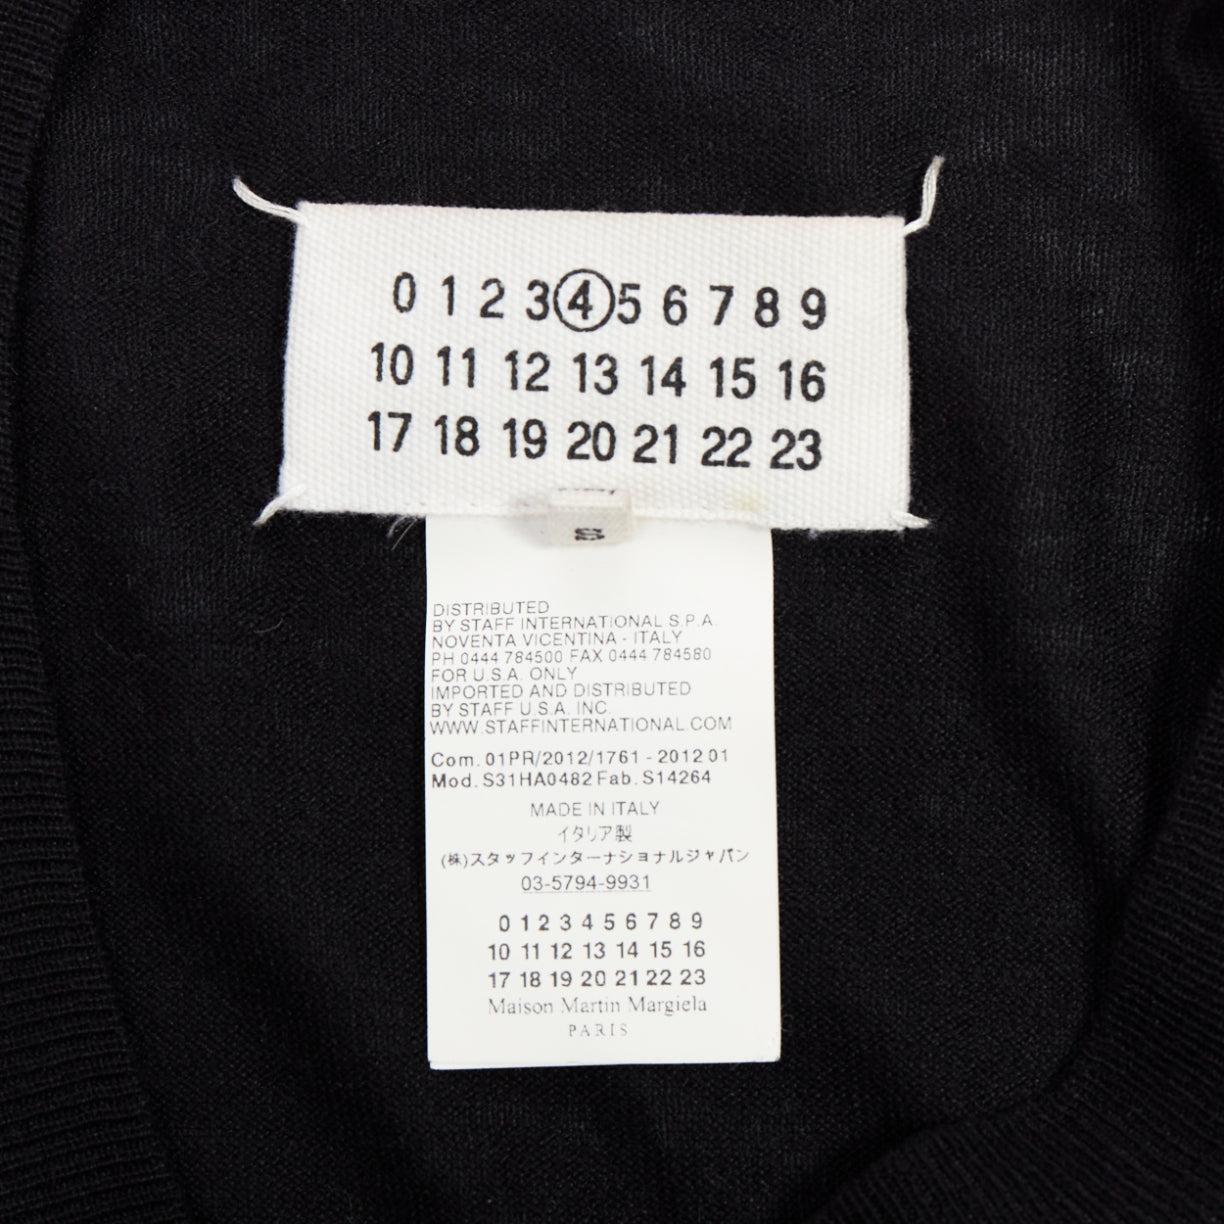 0 1 2 3 4 5 6 7 8 9
10 11 12 13 14 15 16
17 18 19 20 21 22 23
S
DISTRIBUTED
BY STAFF INTERNATIONAL S.P.A.
NOVENTA VICENTINA - ITALY
PH 0444 784500 FAX 0444 784580
FOR U.S.A. ONLY
IMPORTED AND DISTRIBUTED
BY STAFF U.S.A. INC.
WWW.STAFFINTERNATIONAL.COM
Com. 01PR/2012/1761 - 2012 01
Mod. S31HA0482 Fab. S14264
MADE IN ITALY
イタリア製
(株)スタッフインターナショナルジャパン
03-5794-9931
0 1 2 3 4 5 6 7 8 9
10 11 12 13 14 15 16
17 18 19 20 21 22 23
Maison Martin Margiela
PARIS